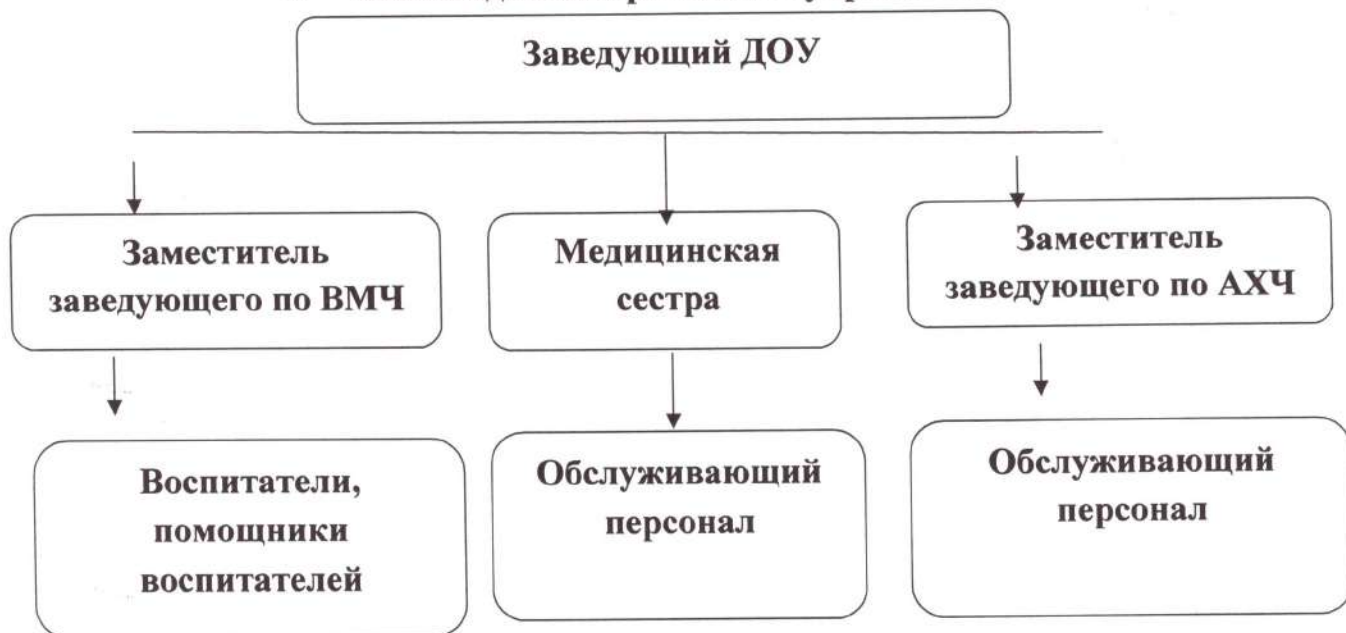 Заведующий ДОУ
Заместитель
заведующего по ВМЧ
Медицинская
сестра
Заместитель
заведующего по АХЧ
Воспитатели,
помощники
воспитателей
Обслуживающий
персонал
Обслуживающий
персонал